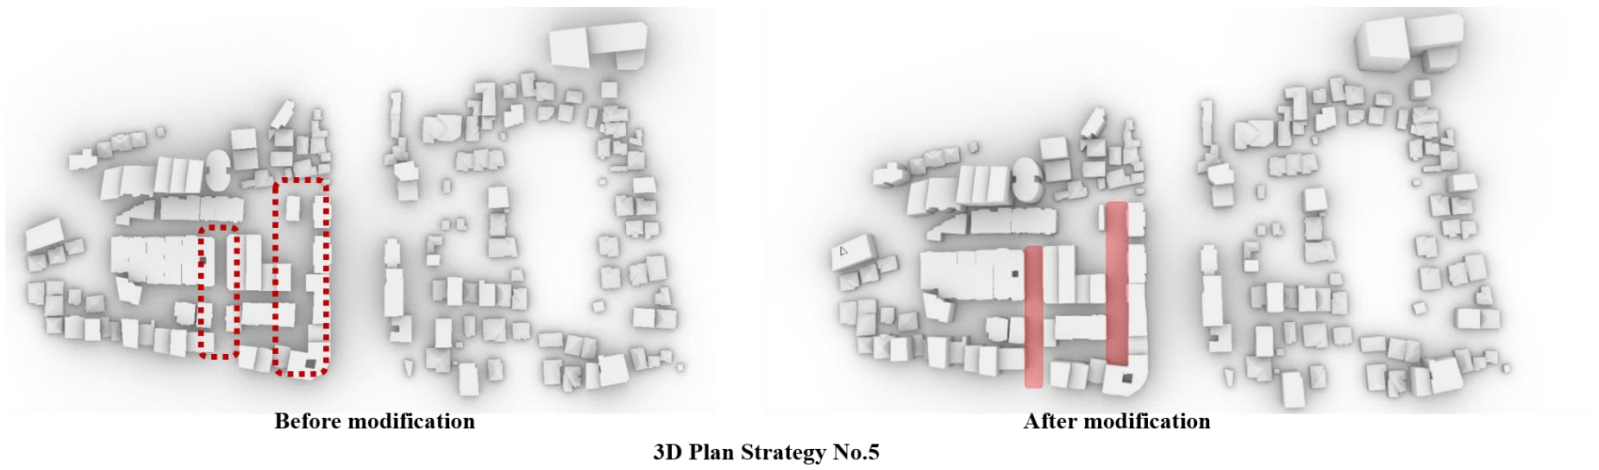 Before modification
After modification
3D Plan Strategy No.5